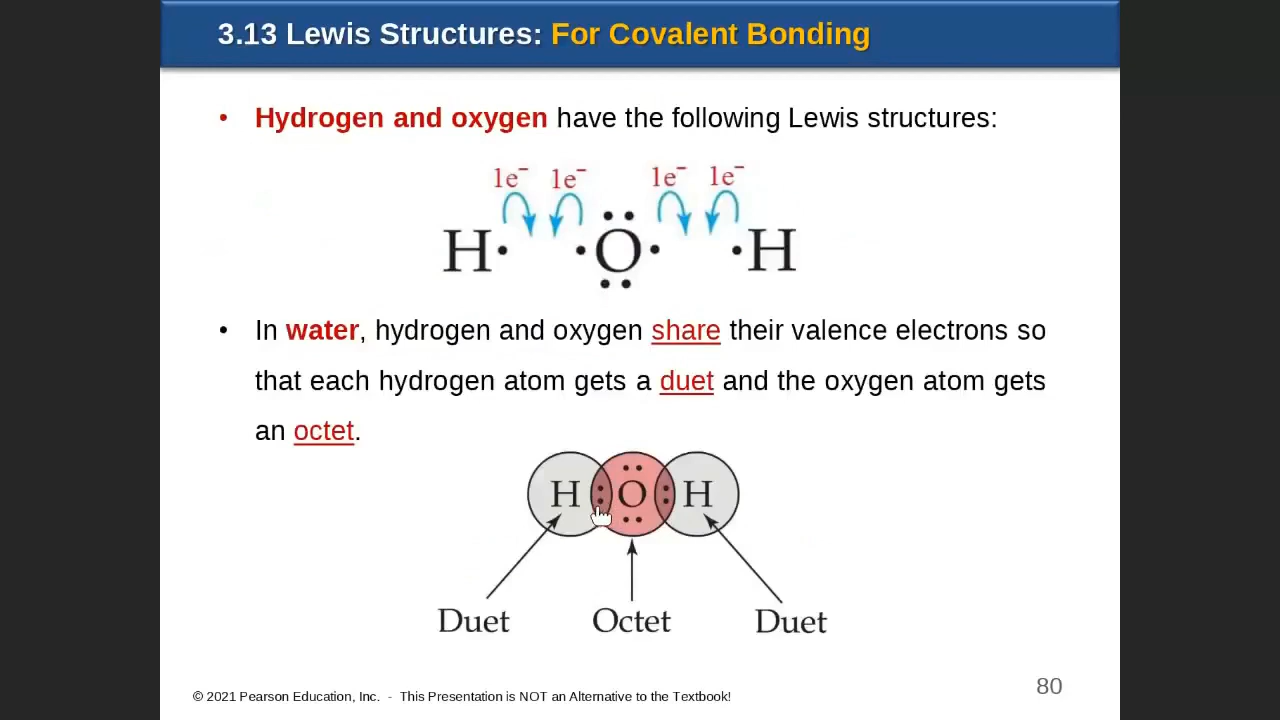 3.13 Lewis Structures: For Covalent Bonding
• Hydrogen and oxygen have the following Lewis structures:
1e⁻ 1e⁻ 1e⁻ 1e⁻
H· ·Ö· ·H
• In water, hydrogen and oxygen share their valence electrons so
that each hydrogen atom gets a duet and the oxygen atom gets
an octet.
H : O : H
Duet Octet Duet
© 2021 Pearson Education, Inc. - This Presentation is NOT an Alternative to the Textbook!
80